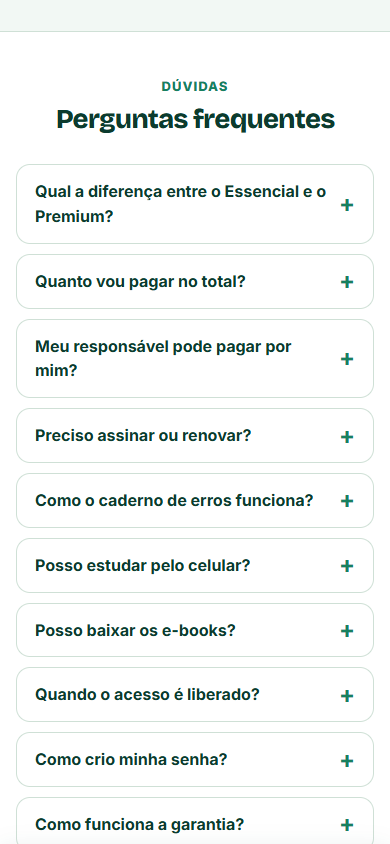 DÚVIDAS
Perguntas frequentes
Qual a diferença entre o Essencial e o
Premium?
Quanto vou pagar no total?
Meu responsável pode pagar por
mim?
Preciso assinar ou renovar?
Como o caderno de erros funciona?
Posso estudar pelo celular?
Posso baixar os e-books?
Quando o acesso é liberado?
Como crio minha senha?
Como funciona a garantia?